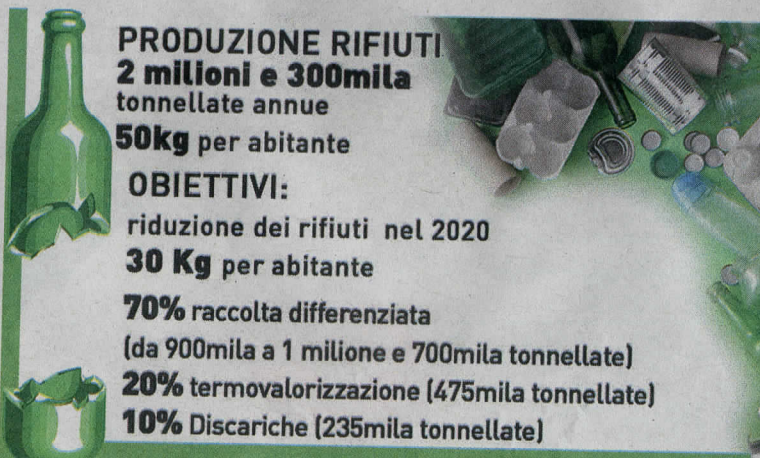 PRODUZIONE RIFIUTI
2 milioni e 300mila
tonnellate annue
50kg per abitante
OBIETTIVI:
riduzione dei rifiuti nel 2020
30 Kg per abitante
70% raccolta differenziata
(da 900mila a 1 milione e 700mila tonnellate)
20% termovalorizzazione (475mila tonnellate)
10% Discariche (235mila tonnellate)